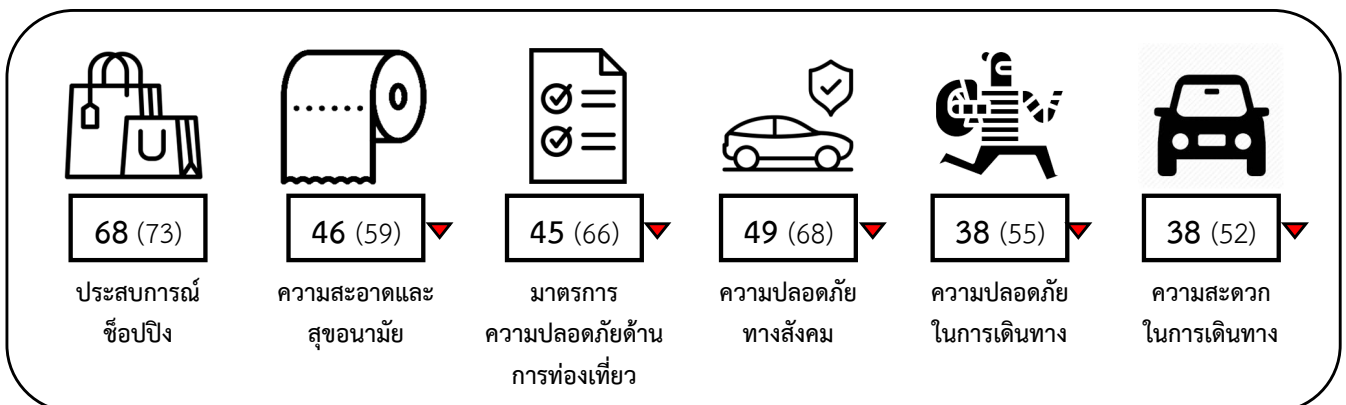 68 (73)
46 (59)
45 (66)
49 (68)
38 (55)
38 (52)
ประสบการณ์
ช็อปปิง
ความสะอาดและ
สุขอนามัย
มาตรการ
ความปลอดภัยด้าน
การท่องเที่ยว
ความปลอดภัย
ทางสังคม
ความปลอดภัย
ในการเดินทาง
ความสะดวก
ในการเดินทาง